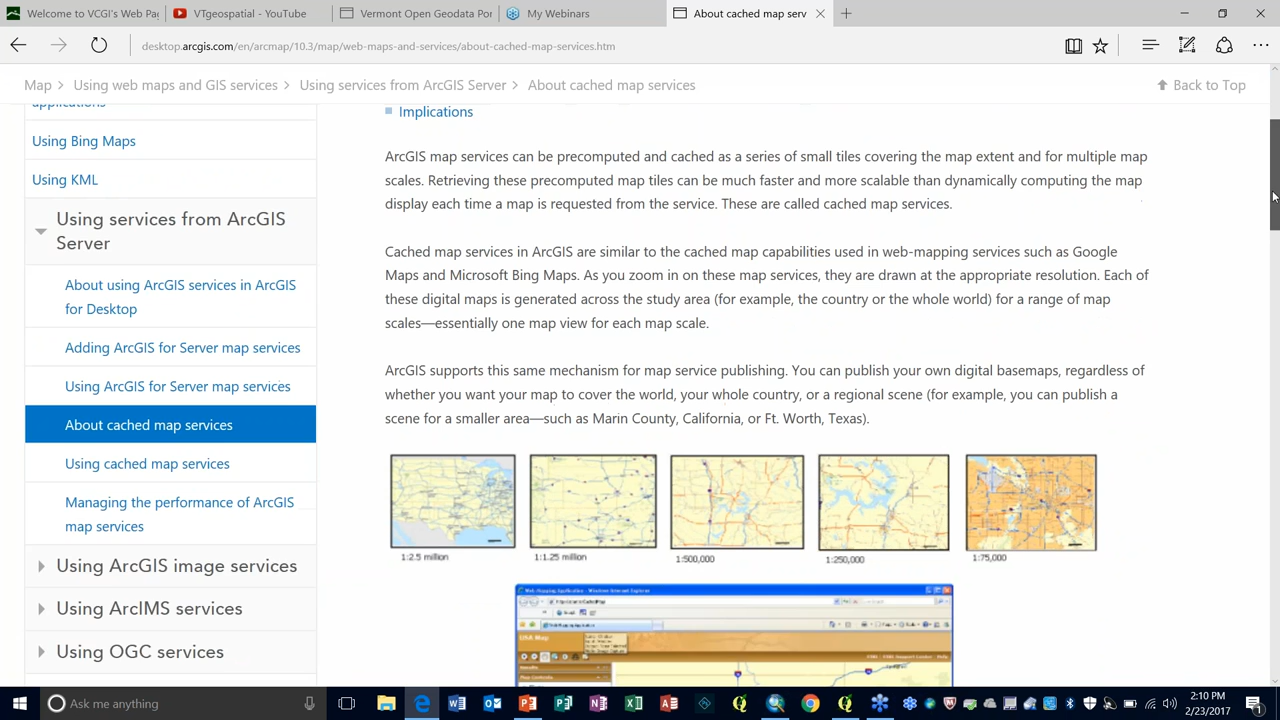 Welcome to VCGI's Web Pa
VTgeospatial - YouTube
Vermont Open Geodata Por
My Webinars
About cached map serv
desktop.arcgis.com/en/arcmap/10.3/map/web-maps-and-services/about-cached-map-services.htm
Map > Using web maps and GIS services > Using services from ArcGIS Server > About cached map services
Back to Top
applications
Using Bing Maps
Using KML
Using services from ArcGIS
Server
About using ArcGIS services in ArcGIS
for Desktop
Adding ArcGIS for Server map services
Using ArcGIS for Server map services
About cached map services
Using cached map services
Managing the performance of ArcGIS
map services
Using ArcGIS image services
Using ArcIMS services
Using OGC services
Implications
ArcGIS map services can be precomputed and cached as a series of small tiles covering the map extent and for multiple map
scales. Retrieving these precomputed map tiles can be much faster and more scalable than dynamically computing the map
display each time a map is requested from the service. These are called cached map services.
Cached map services in ArcGIS are similar to the cached map capabilities used in web-mapping services such as Google
Maps and Microsoft Bing Maps. As you zoom in on these map services, they are drawn at the appropriate resolution. Each of
these digital maps is generated across the study area (for example, the country or the whole world) for a range of map
scales—essentially one map view for each map scale.
ArcGIS supports this same mechanism for map service publishing. You can publish your own digital basemaps, regardless of
whether you want your map to cover the world, your whole country, or a regional scene (for example, you can publish a
scene for a smaller area—such as Marin County, California, or Ft. Worth, Texas).
1:2.5 million
1:1.25 million
1:500,000
1:250,000
1:75,000
Web Mapping Application - Windows Internet Explorer
USA Map
Results
Map Controls
Ask me anything
2:10 PM
2/23/2017